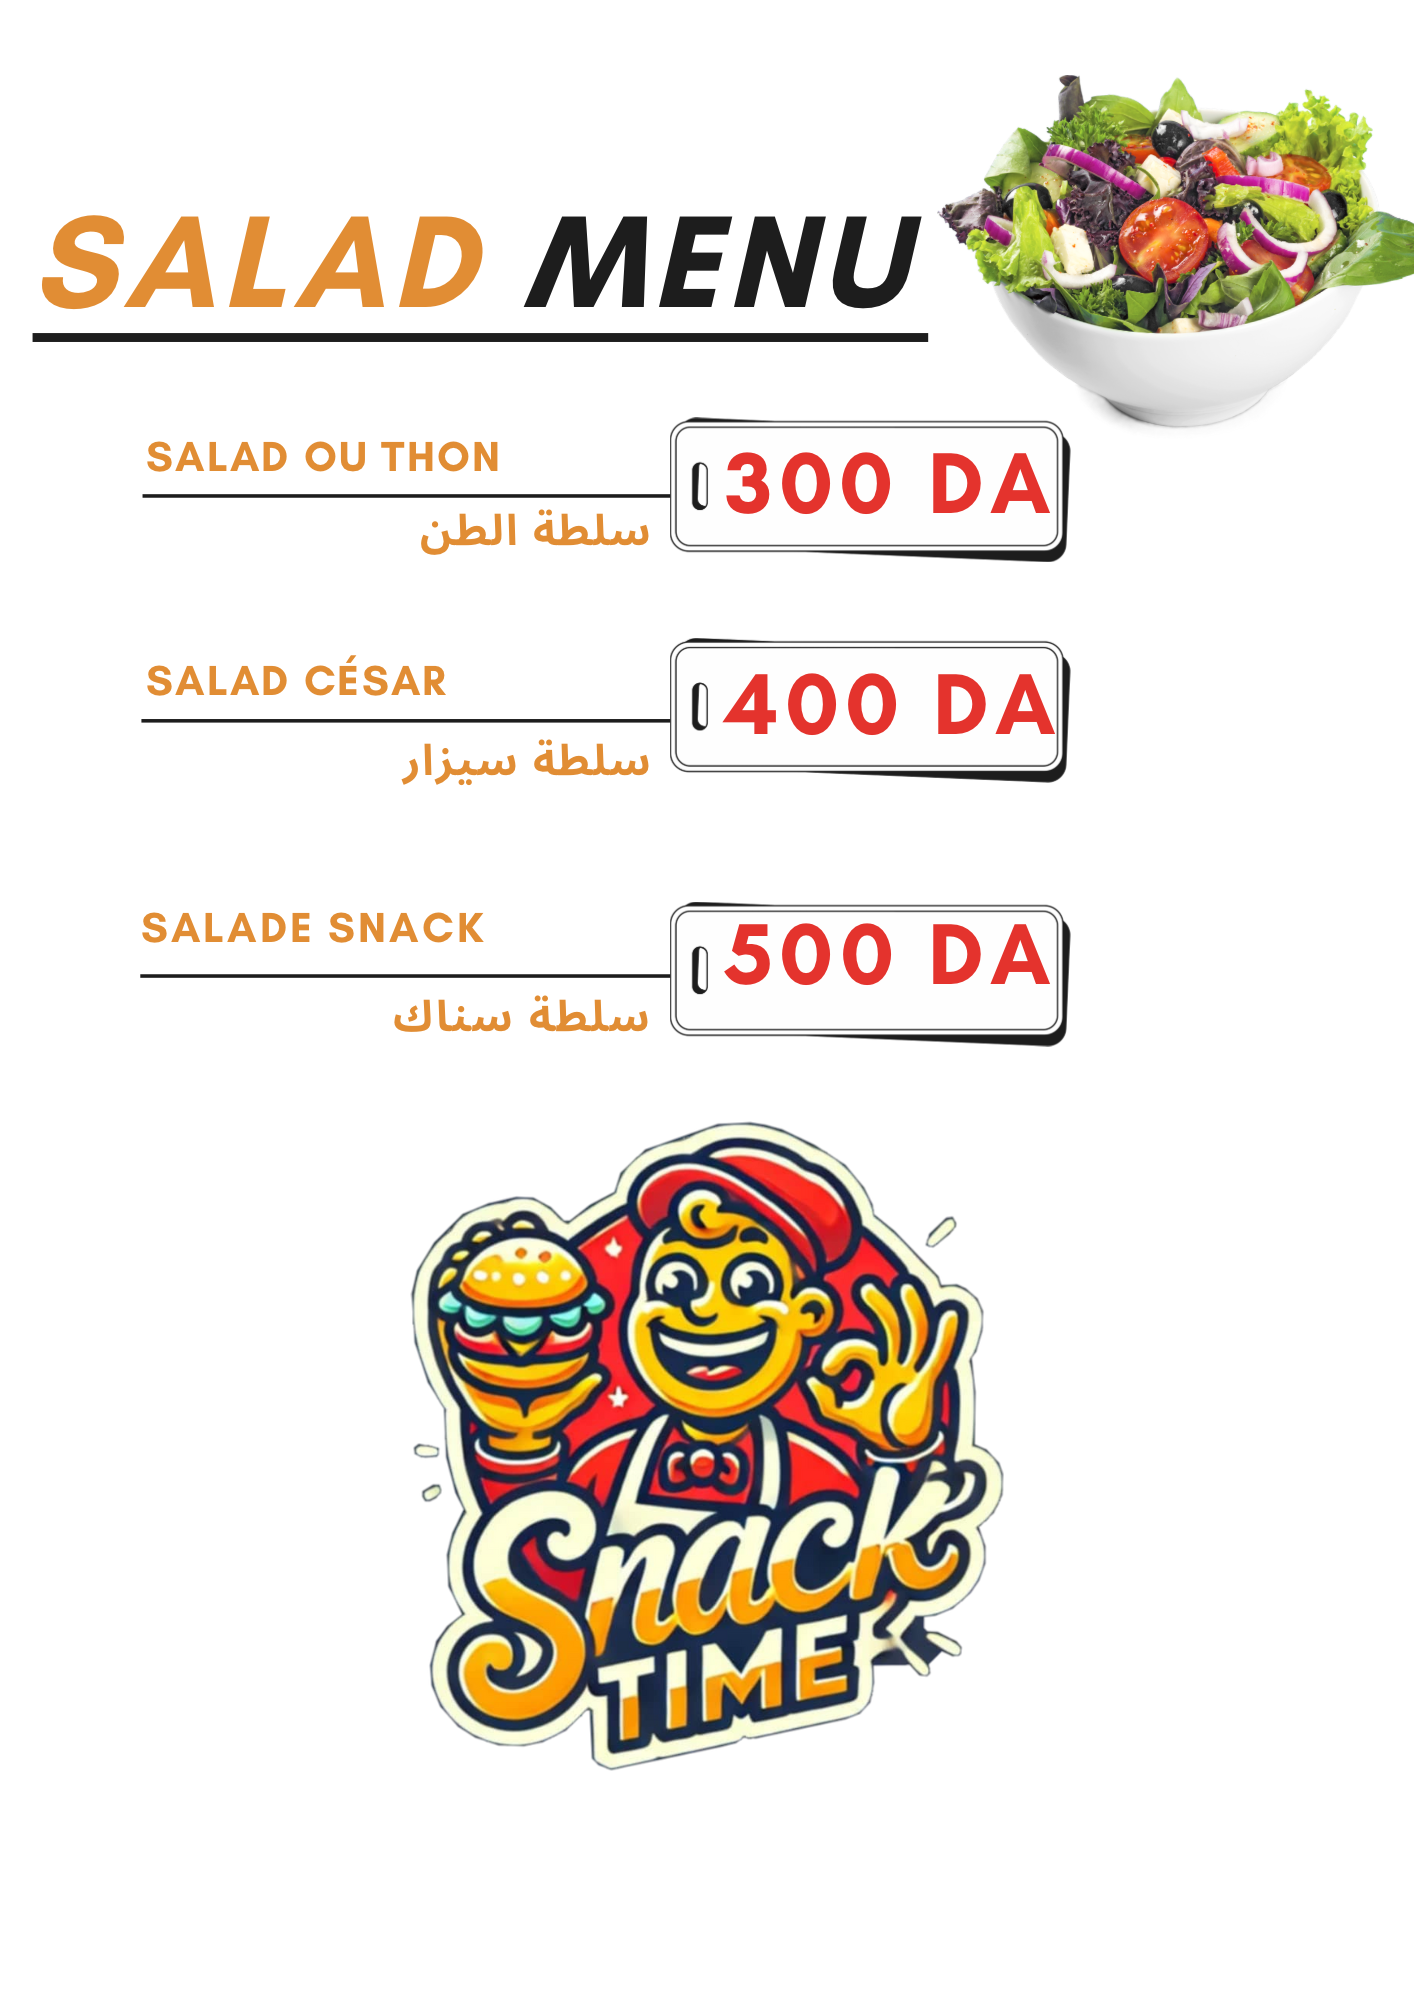 SALAD MENU
SALAD OU THON
300 DA
سلطة الطن
SALAD CÉSAR
400 DA
سلطة سيزار
SALADE SNACK
500 DA
سلطة سناك
Snack
TIME